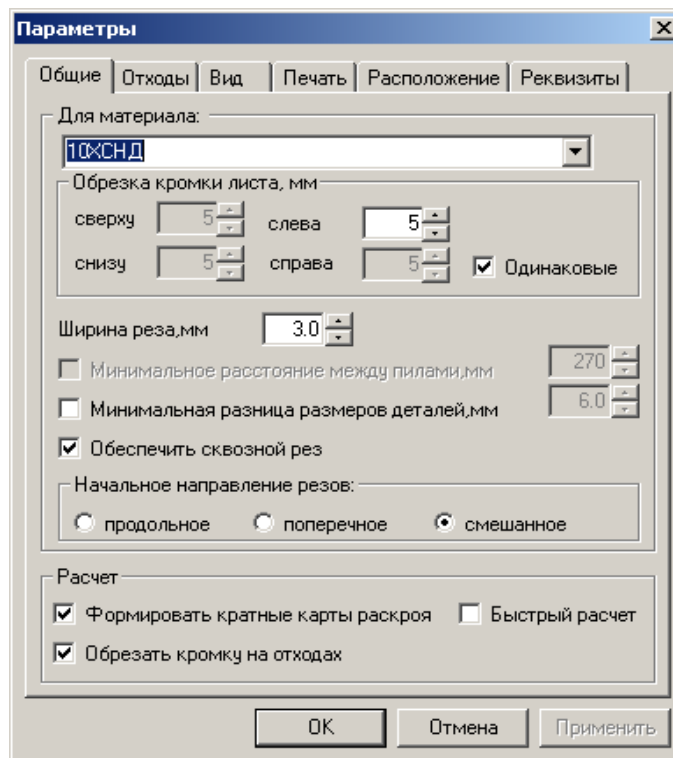 Параметры
Общие Отходы Вид Печать Расположение Реквизиты
Для материала:
10ХСНД
Обрезка кромки листа, мм
сверху 5 слева 5
снизу 5 справа 5 Одинаковые
Ширина реза,мм 3.0
Минимальное расстояние между пилами,мм 270
Минимальная разница размеров деталей,мм 6.0
Обеспечить сквозной рез
Начальное направление резов:
продольное поперечное смешанное
Расчет
Формировать кратные карты раскроя Быстрый расчет
Обрезать кромку на отходах
OK Отмена Применить